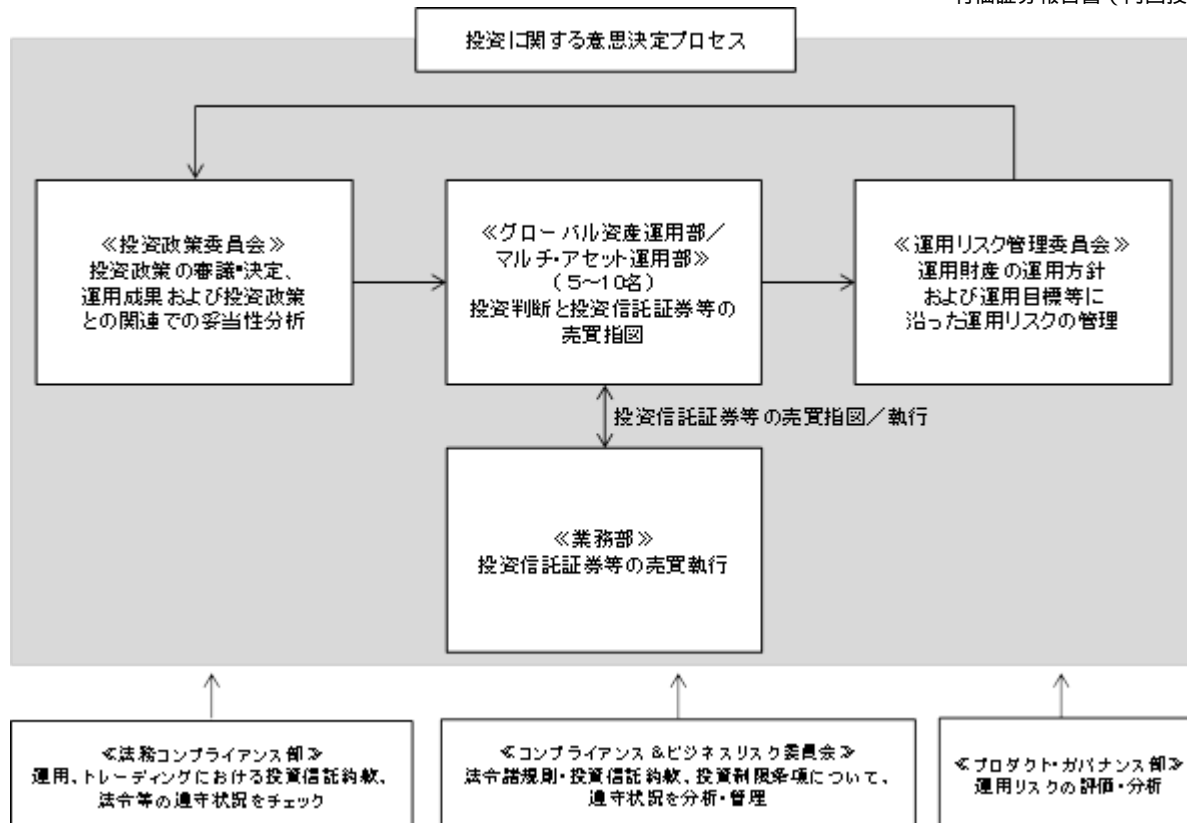 投資に関する意思決定プロセス
≪投資政策委員会≫
投資政策の審議・決定、
運用成果および投資政策
との関連での妥当性分析
≪グローバル資産運用部／
マルチ・アセット運用部≫
（5～10名）
投資判断と投資信託証券等の
売買指図
≪運用リスク管理委員会≫
運用財産の運用方針
および運用目標等に
沿った運用リスクの管理
投資信託証券等の売買指図／執行
≪業務部≫
投資信託証券等の売買執行
≪法務コンプライアンス部≫
運用、トレーディングにおける投資信託約款、
法令等の遵守状況をチェック
≪コンプライアンス＆ビジネスリスク委員会≫
法令諸規則・投資信託約款、投資制限条項について、
遵守状況を分析・管理
≪プロダクト・ガバナンス部≫
運用リスクの評価・分析